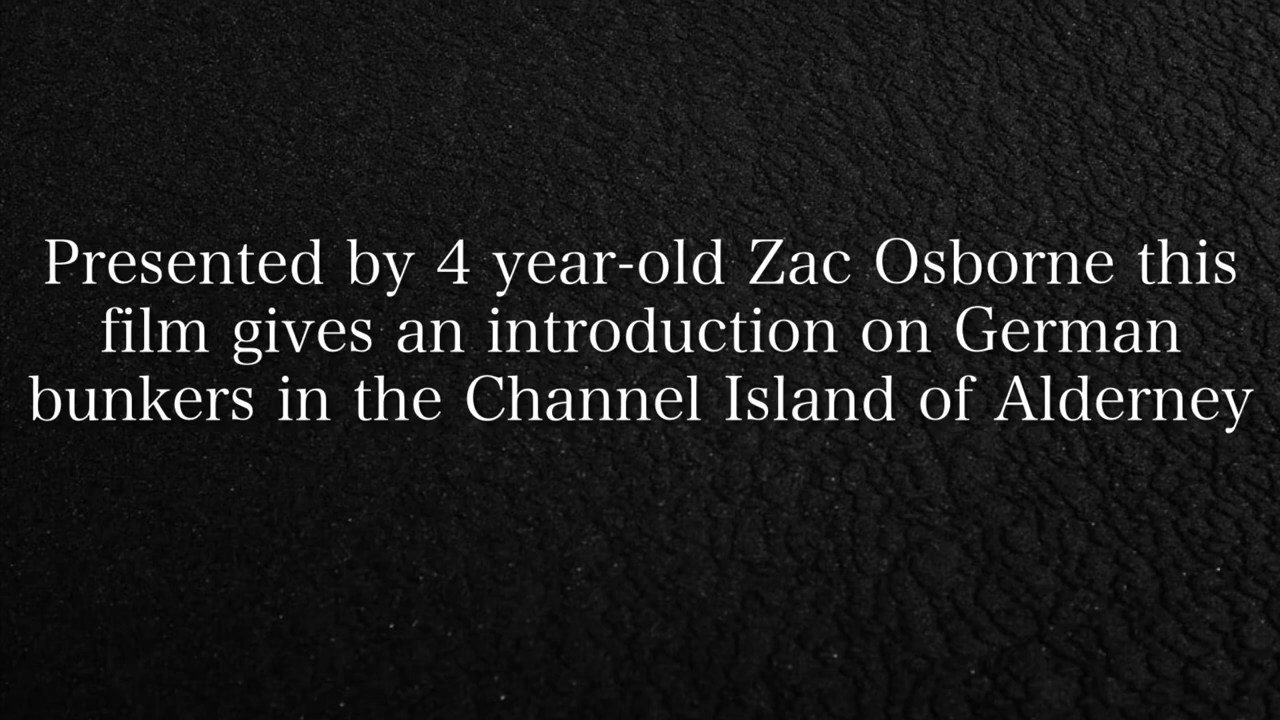 Presented by 4 year-old Zac Osborne this
film gives an introduction on German
bunkers in the Channel Island of Alderney